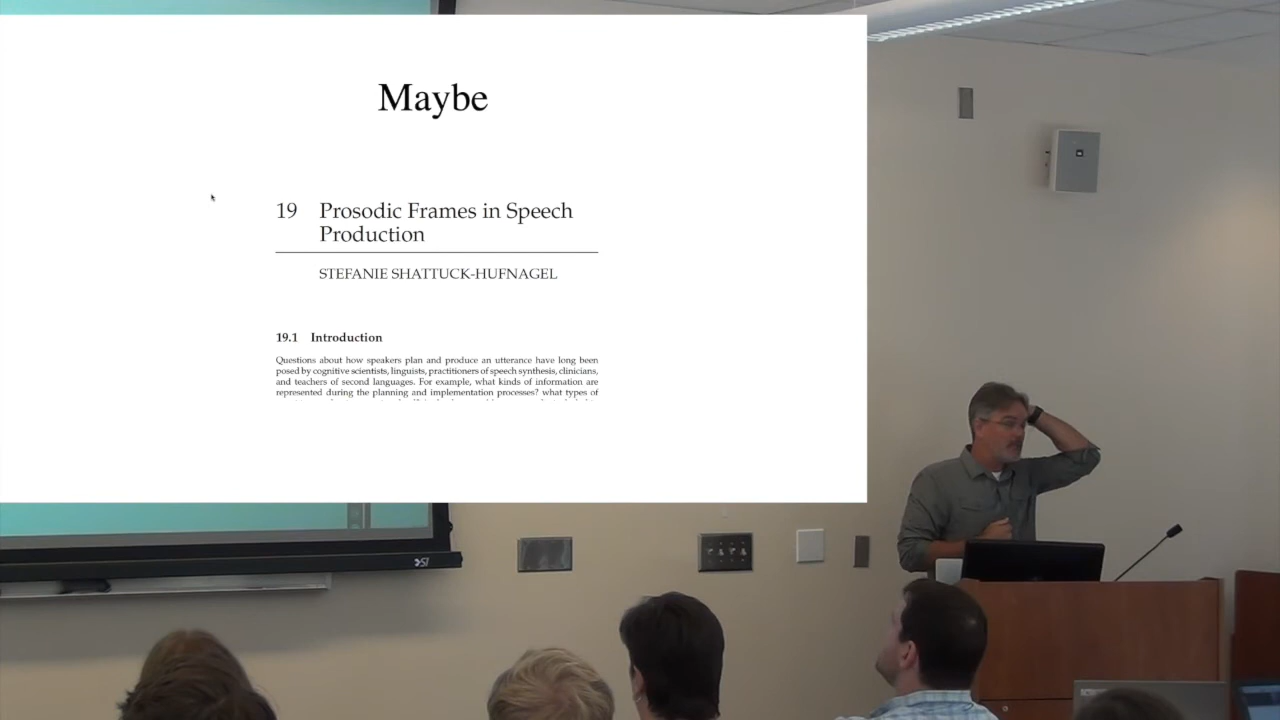 Maybe
19 Prosodic Frames in Speech
Production
STEFANIE SHATTUCK-HUFNAGEL
19.1 Introduction
Questions about how speakers plan and produce an utterance have long been
posed by cognitive scientists, linguists, practitioners of speech synthesis, clinicians,
and teachers of second languages. For example, what kinds of information are
represented during the planning and implementation processes? what types of